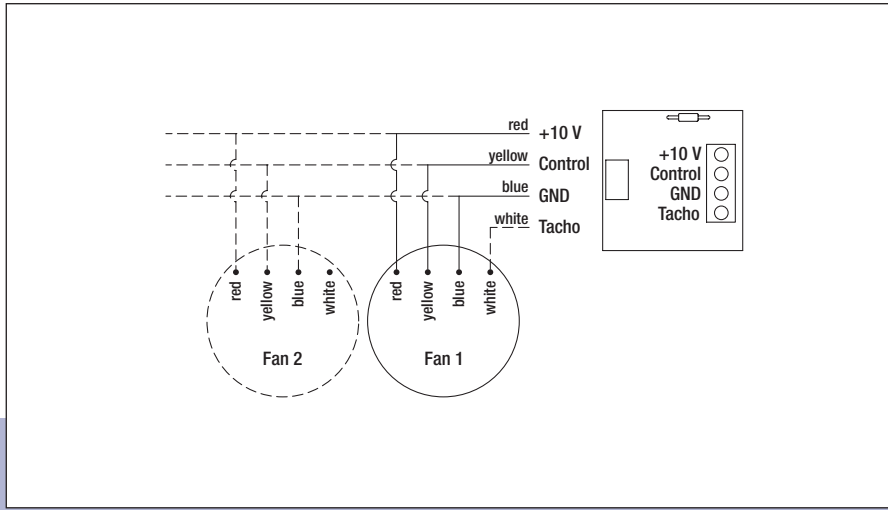 red +10 V
yellow Control
blue GND
white Tacho
+10 V
Control
GND
Tacho
red yellow blue white
Fan 2
red yellow blue white
Fan 1